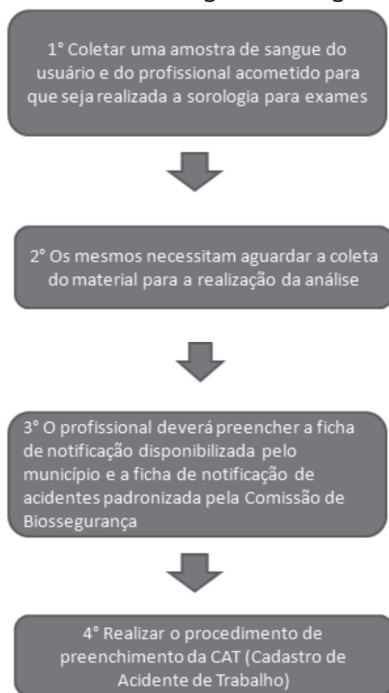 1° Coletar uma amostra de sangue do
usuário e do profissional acometido para
que seja realizada a sorologia para exames
2° Os mesmos necessitam aguardar a coleta
do material para a realização da análise
3° O profissional deverá preencher a ficha
de notificação disponibilizada pelo
município e a ficha de notificação de
acidentes padronizada pela Comissão de
Biossegurança
4° Realizar o procedimento de
preenchimento da CAT (Cadastro de
Acidente de Trabalho)